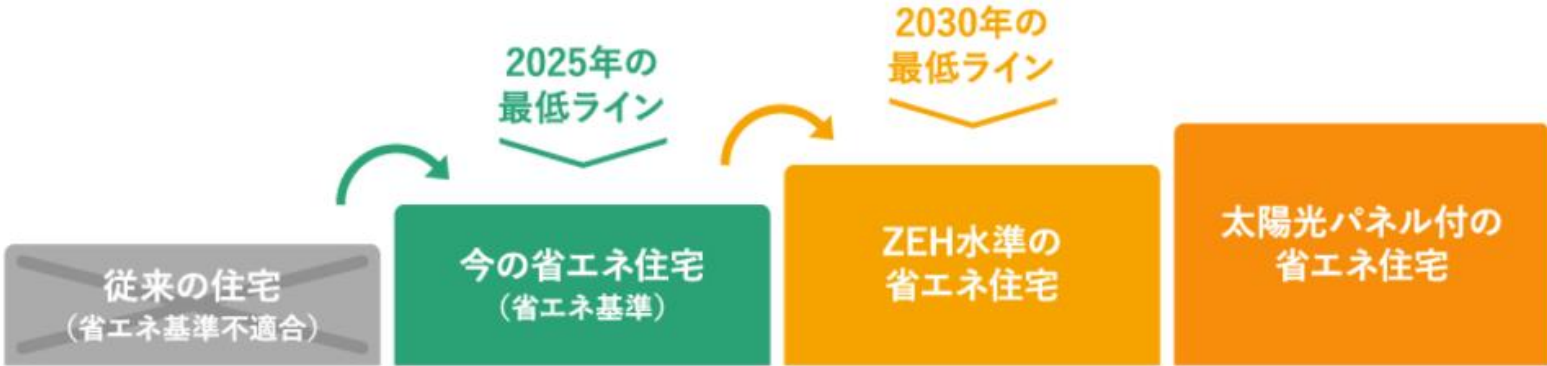 2025年の
最低ライン
2030年の
最低ライン
従来の住宅
（省エネ基準不適合）
今の省エネ住宅
（省エネ基準）
ZEH水準の
省エネ住宅
太陽光パネル付の
省エネ住宅